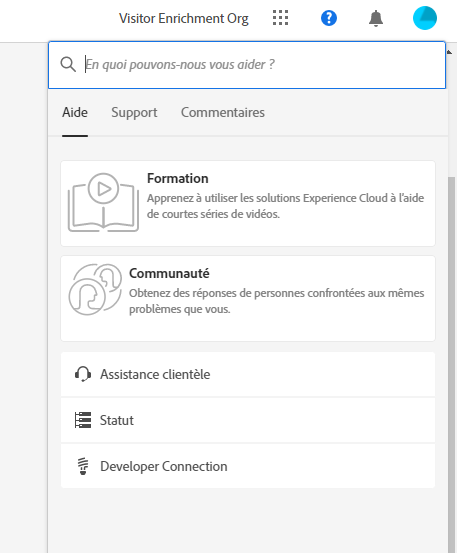 Visitor Enrichment Org
En quoi pouvons-nous vous aider ?
Aide Support Commentaires
Formation
Apprenez à utiliser les solutions Experience Cloud à l'aide
de courtes séries de vidéos.
Communauté
Obtenez des réponses de personnes confrontées aux mêmes
problèmes que vous.
Assistance clientèle
Statut
Developer Connection